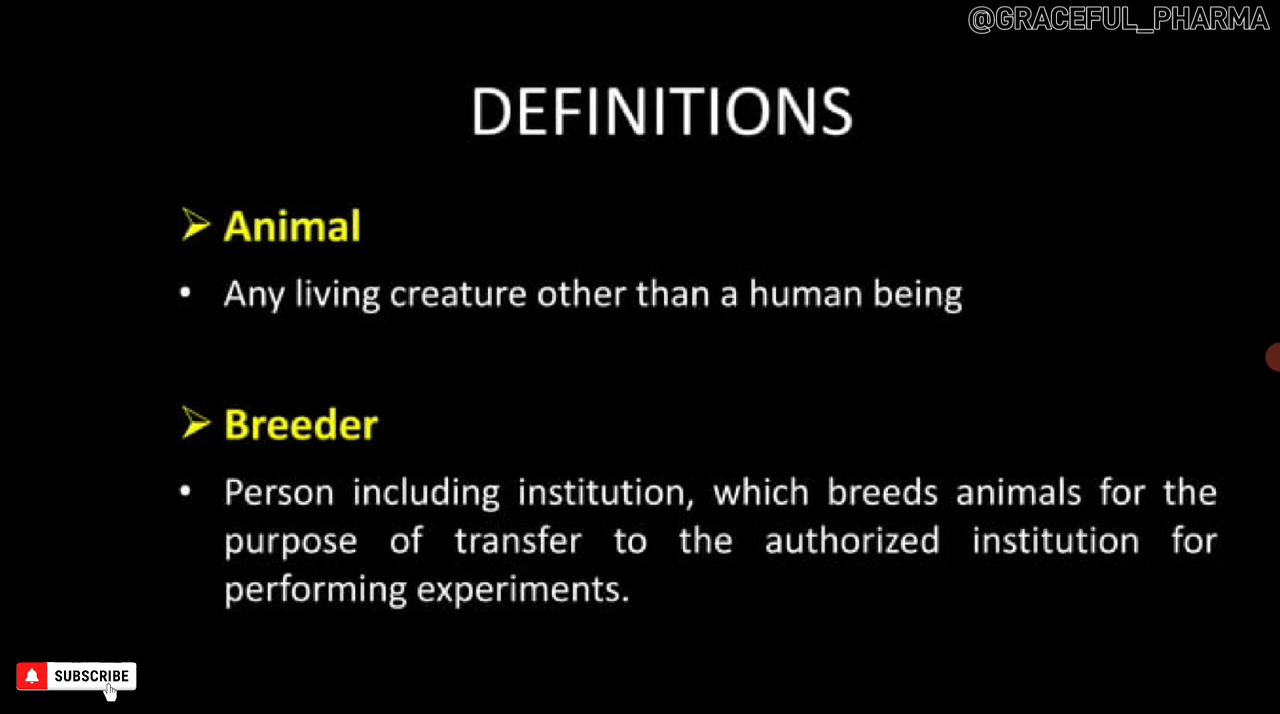 @GRACEFUL_PHARMA
DEFINITIONS
➢ Animal
• Any living creature other than a human being
➢ Breeder
• Person including institution, which breeds animals for the
purpose of transfer to the authorized institution for
performing experiments.
SUBSCRIBE